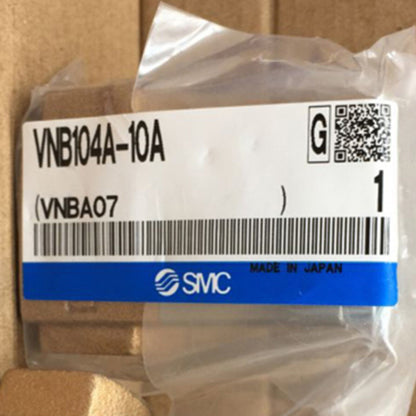 VNB104A-10A
G
(VNBA07 )
1
MADE IN JAPAN
SMC